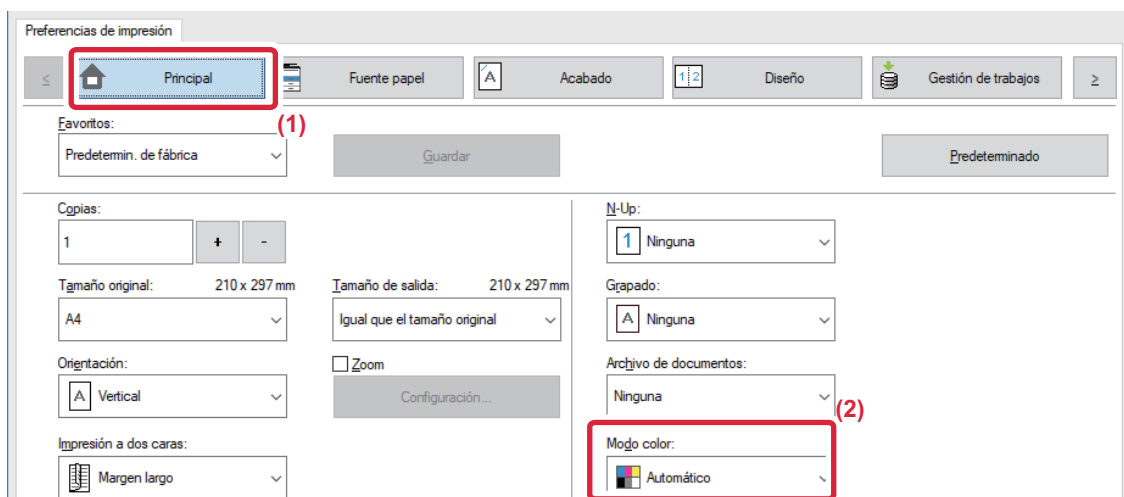 Preferencias de impresión
≤ Principal Fuente papel A Acabado 1 2 Diseño Gestión de trabajos ≥
(1)
Favoritos:
Predetermin. de fábrica Guardar Predeterminado
Copias: N-Up:
1 + - 1 Ninguna
Tamaño original: 210 x 297 mm Tamaño de salida: 210 x 297 mm Grapado:
A4 Igual que el tamaño original A Ninguna
Orientación: Zoom Archivo de documentos:
A Vertical Configuración... Ninguna
(2)
Impresión a dos caras: Modo color:
Margen largo Automático